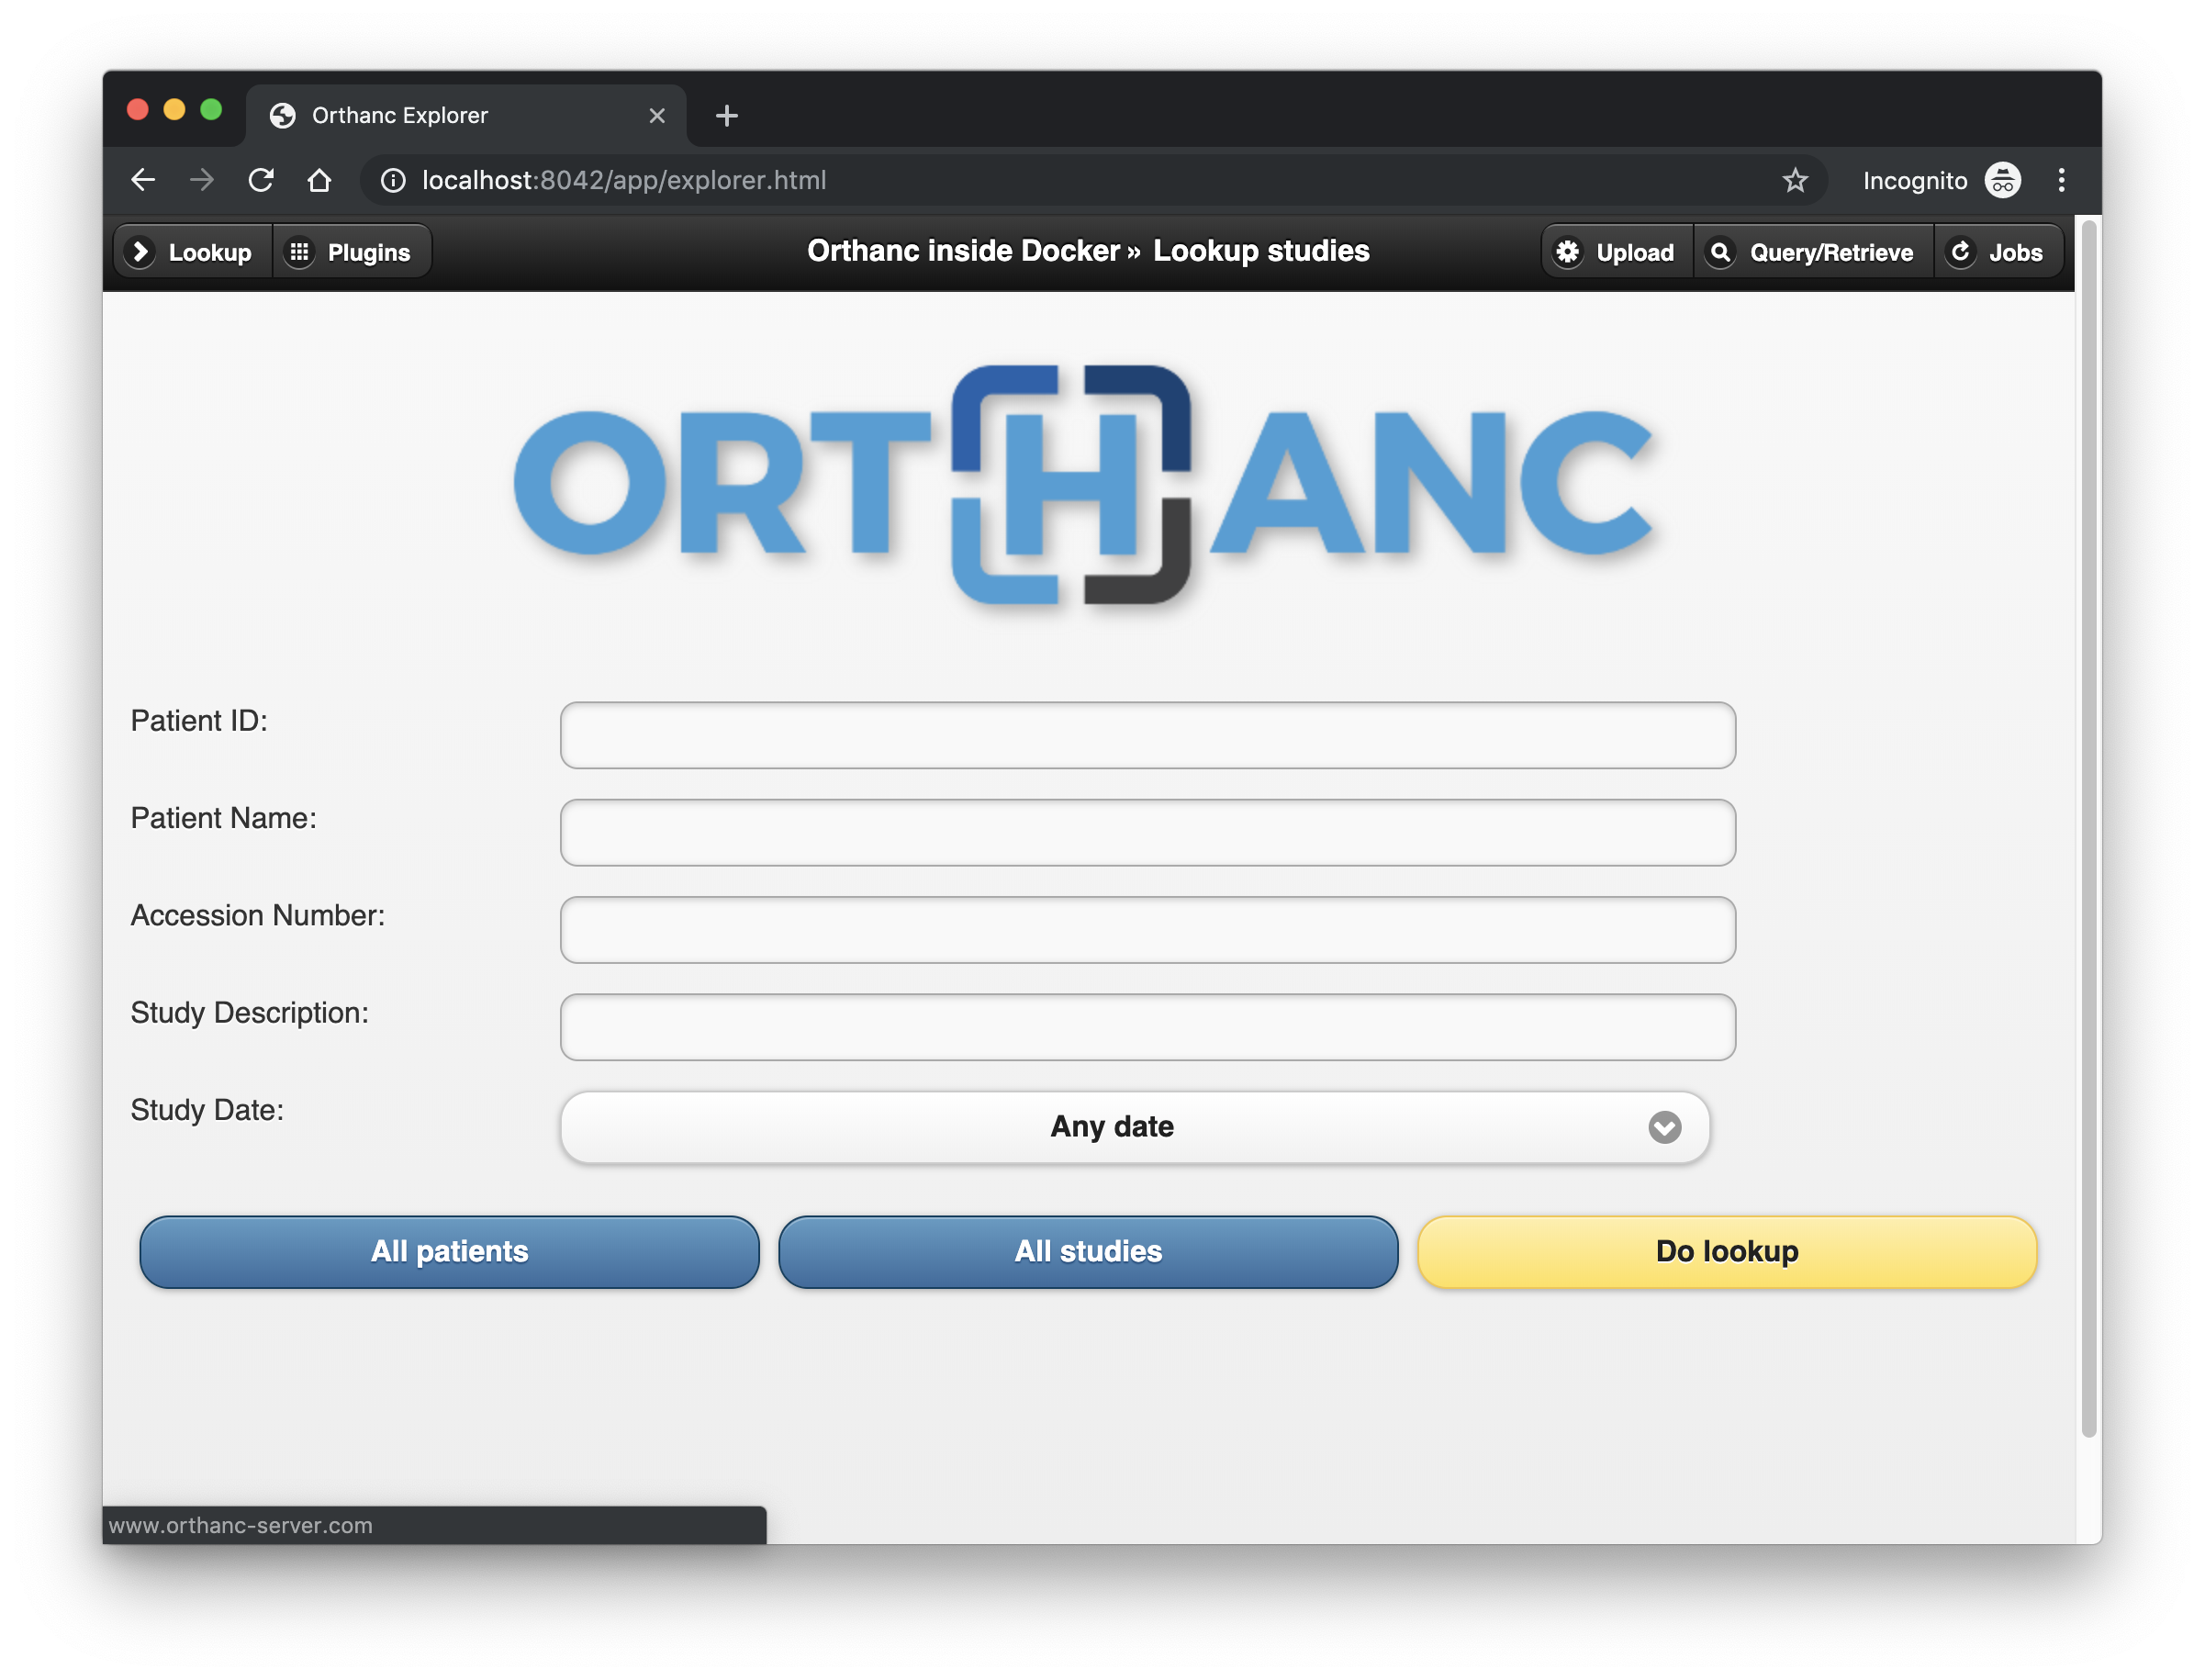 Orthanc Explorer
localhost:8042/app/explorer.html
Incognito
Lookup
Plugins
Orthanc inside Docker » Lookup studies
Upload
Query/Retrieve
Jobs
ORTHANC
Patient ID:
Patient Name:
Accession Number:
Study Description:
Study Date:
Any date
All patients
All studies
Do lookup
www.orthanc-server.com